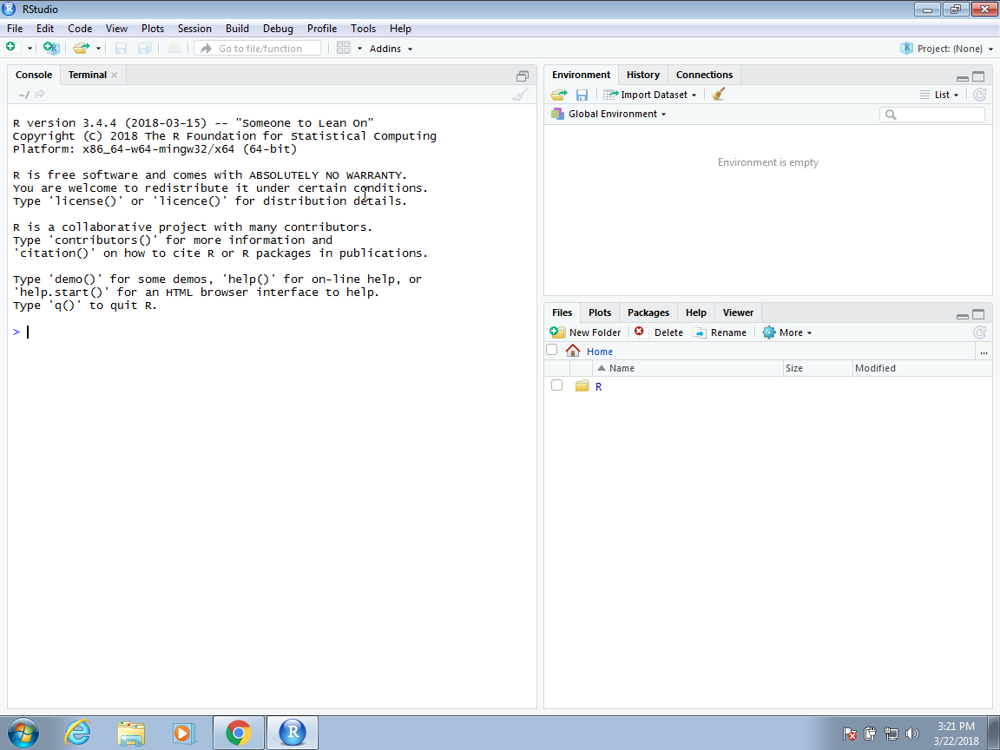 RStudio
File Edit Code View Plots Session Build Debug Profile Tools Help
Go to file/function Addins Project: (None)
Console Terminal
~/
R version 3.4.4 (2018-03-15) -- "Someone to Lean On"
Copyright (C) 2018 The R Foundation for Statistical Computing
Platform: x86_64-w64-mingw32/x64 (64-bit)
R is free software and comes with ABSOLUTELY NO WARRANTY.
You are welcome to redistribute it under certain conditions.
Type 'license()' or 'licence()' for distribution details.
R is a collaborative project with many contributors.
Type 'contributors()' for more information and
'citation()' on how to cite R or R packages in publications.
Type 'demo()' for some demos, 'help()' for on-line help, or
'help.start()' for an HTML browser interface to help.
Type 'q()' to quit R.
>
Environment History Connections
Import Dataset List
Global Environment
Environment is empty
Files Plots Packages Help Viewer
New Folder Delete Rename More
Home ...
Name Size Modified
R
3:21 PM
3/22/2018